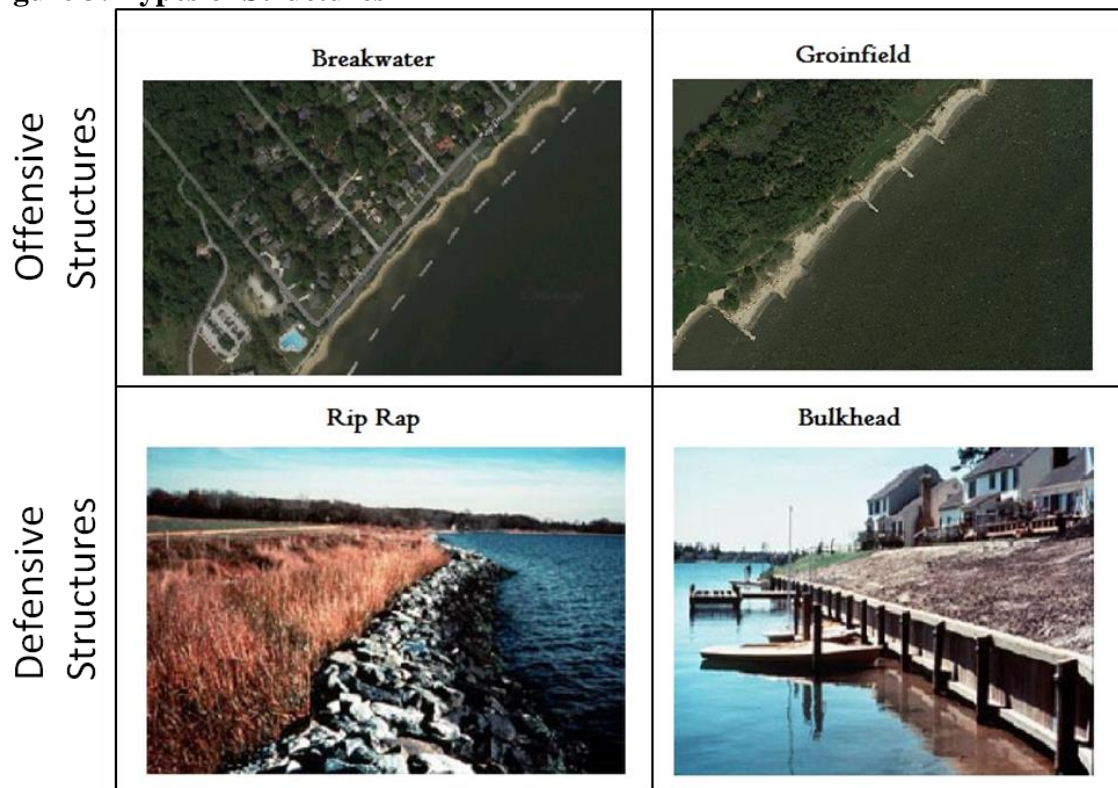 Breakwater
Groinfield
Offensive
Structures
Rip Rap
Bulkhead
Defensive
Structures